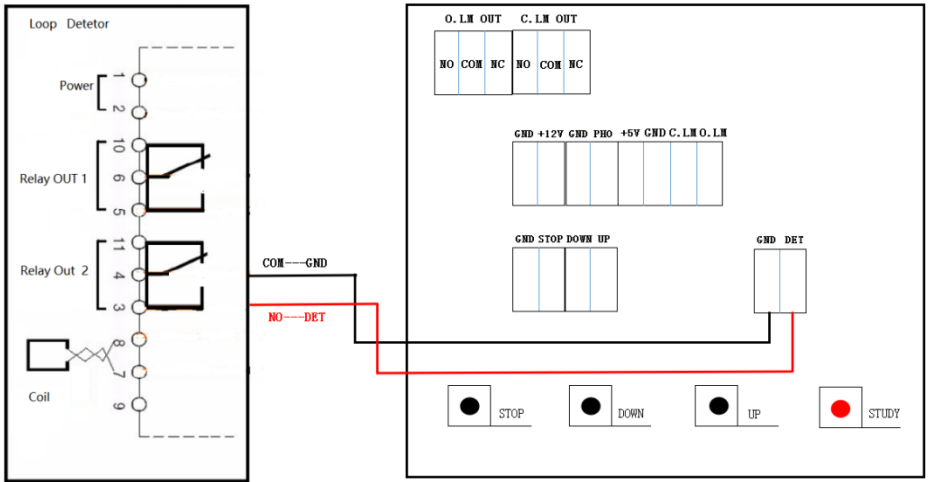 Loop Detetor
Power
1
2
Relay OUT 1
10
6
5
Relay Out 2
11
4
3
8
7
9
Coil
COM---GND
NO---DET
O.LM OUT C.LM OUT
NO COM NC NO COM NC
GND +12V GND PHO +5V GND C.LM O.LM
GND STOP DOWN UP
GND DET
STOP
DOWN
UP
STUDY